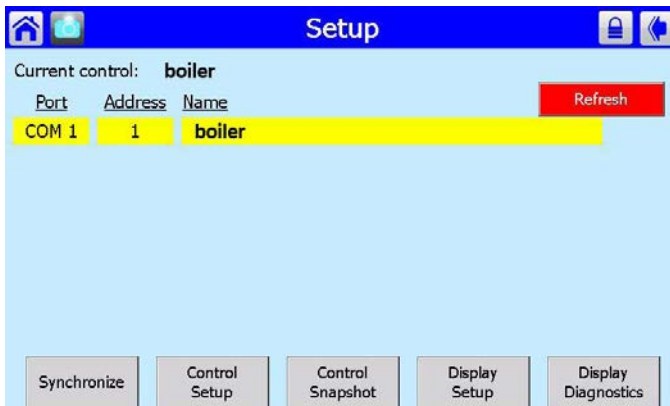 Setup
Current control: boiler
Port Address Name
Refresh
COM 1 1 boiler
Synchronize
Control
Setup
Control
Snapshot
Display
Setup
Display
Diagnostics